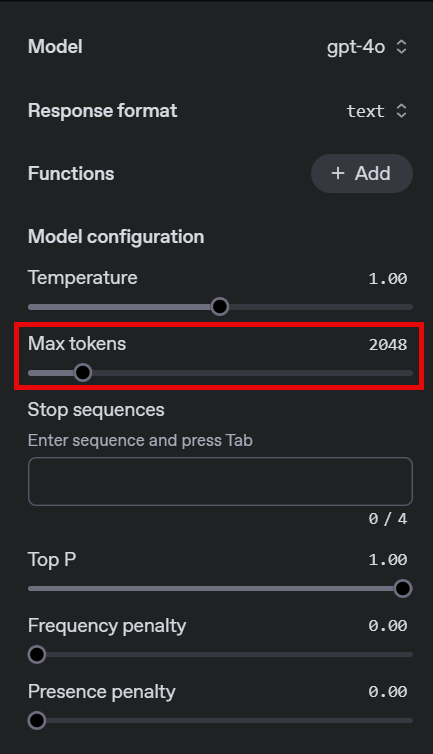 Model gpt-4o
Response format text
Functions + Add
Model configuration
Temperature 1.00
Max tokens 2048
Stop sequences
Enter sequence and press Tab
0 / 4
Top P 1.00
Frequency penalty 0.00
Presence penalty 0.00